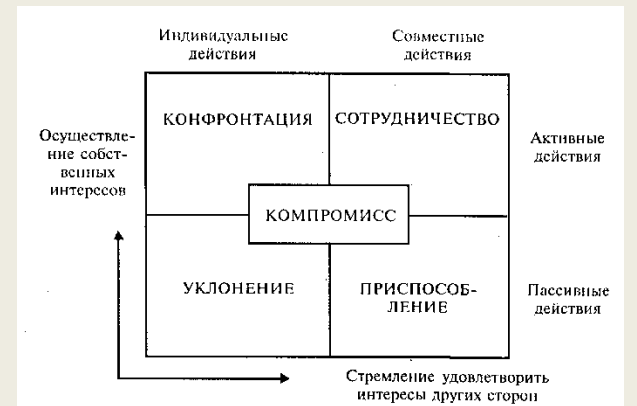 Индивидуальные
действия
Совместные
действия
КОНФРОНТАЦИЯ
СОТРУДНИЧЕСТВО
Осуществле-
ние собст-
венных
интересов
Активные
действия
КОМПРОМИСС
УКЛОНЕНИЕ
ПРИСПОСОБ-
ЛЕНИЕ
Пассивные
действия
Стремление удовлетворить
интересы других сторон